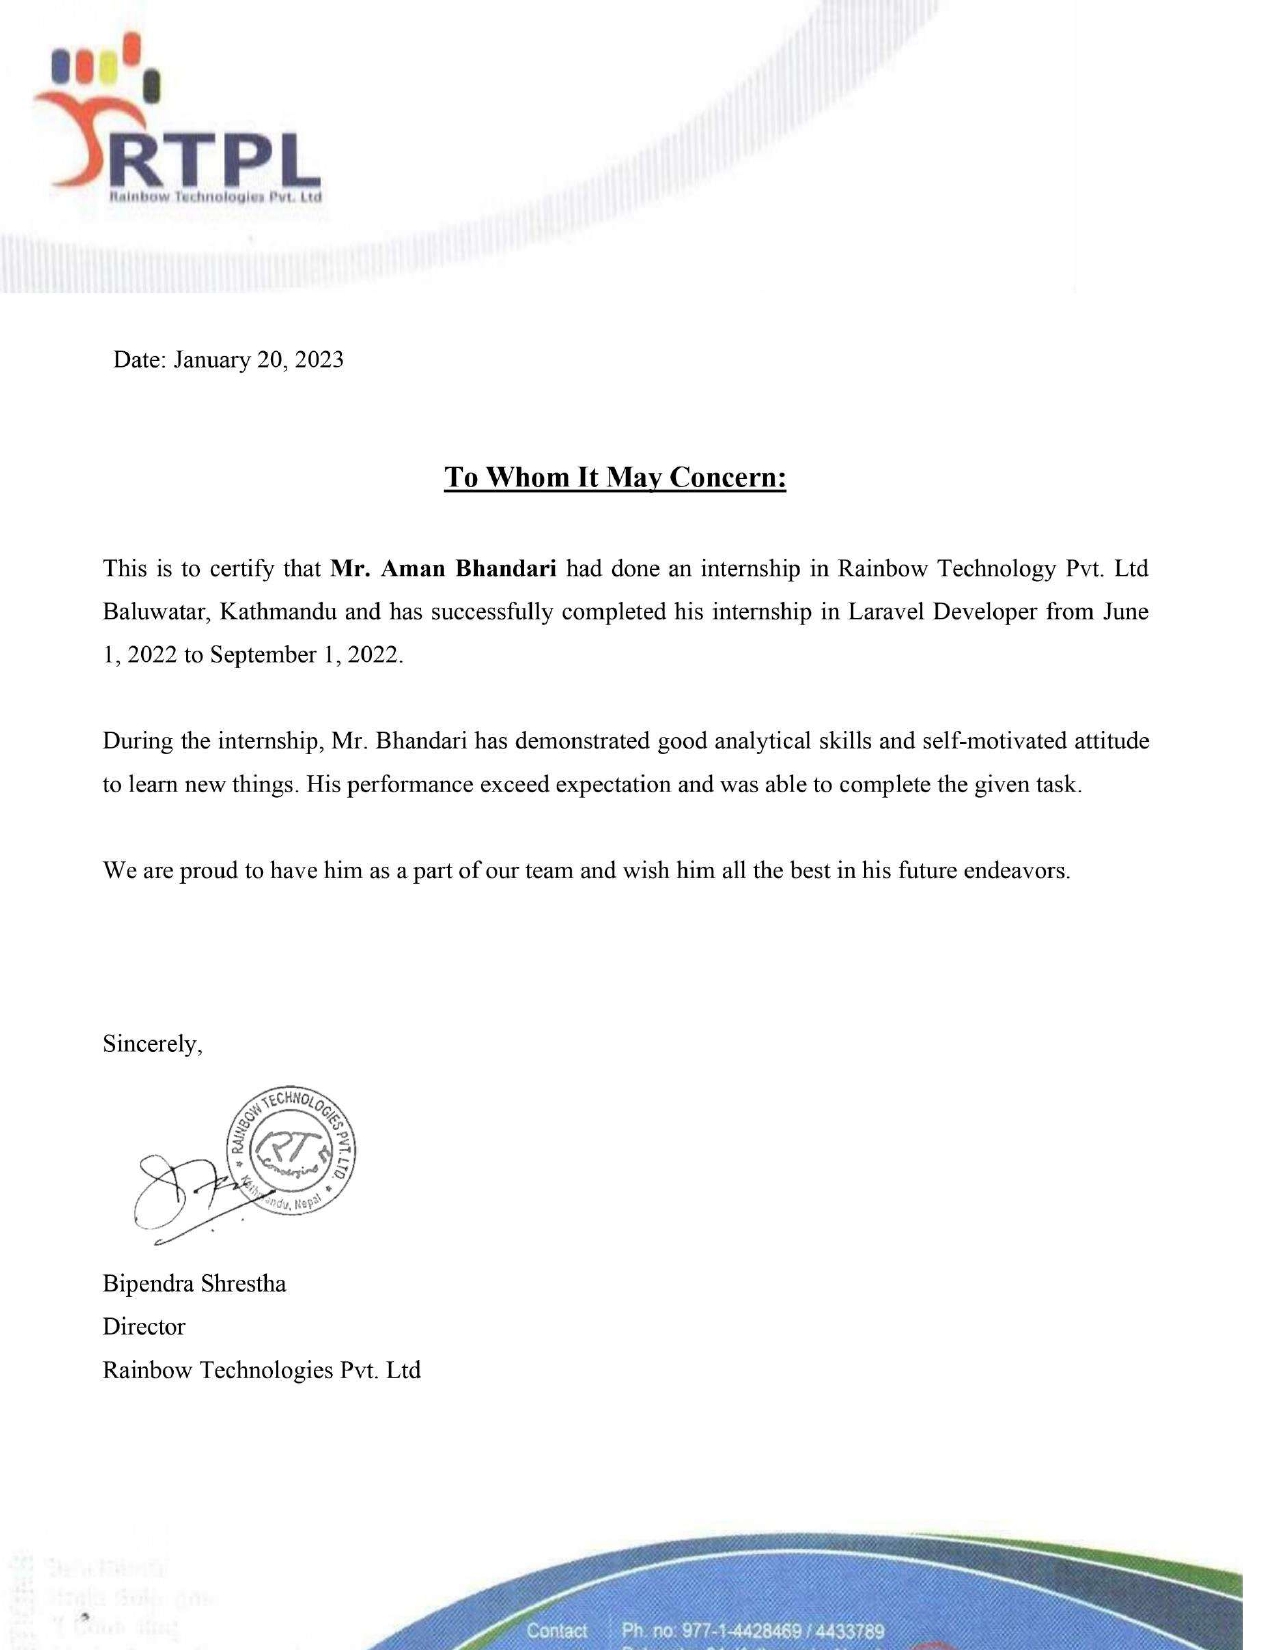 RTPL
Rainbow Technologies Pvt. Ltd
Date: January 20, 2023
To Whom It May Concern:
This is to certify that Mr. Aman Bhandari had done an internship in Rainbow Technology Pvt. Ltd
Baluwatar, Kathmandu and has successfully completed his internship in Laravel Developer from June
1, 2022 to September 1, 2022.
During the internship, Mr. Bhandari has demonstrated good analytical skills and self-motivated attitude
to learn new things. His performance exceed expectation and was able to complete the given task.
We are proud to have him as a part of our team and wish him all the best in his future endeavors.
Sincerely,
RAINBOW TECHNOLOGIES PVT. LTD.
RT
Kathmandu, Nepal
Bipendra Shrestha
Director
Rainbow Technologies Pvt. Ltd
Contact Ph. no: 977-1-4428469 / 4433789